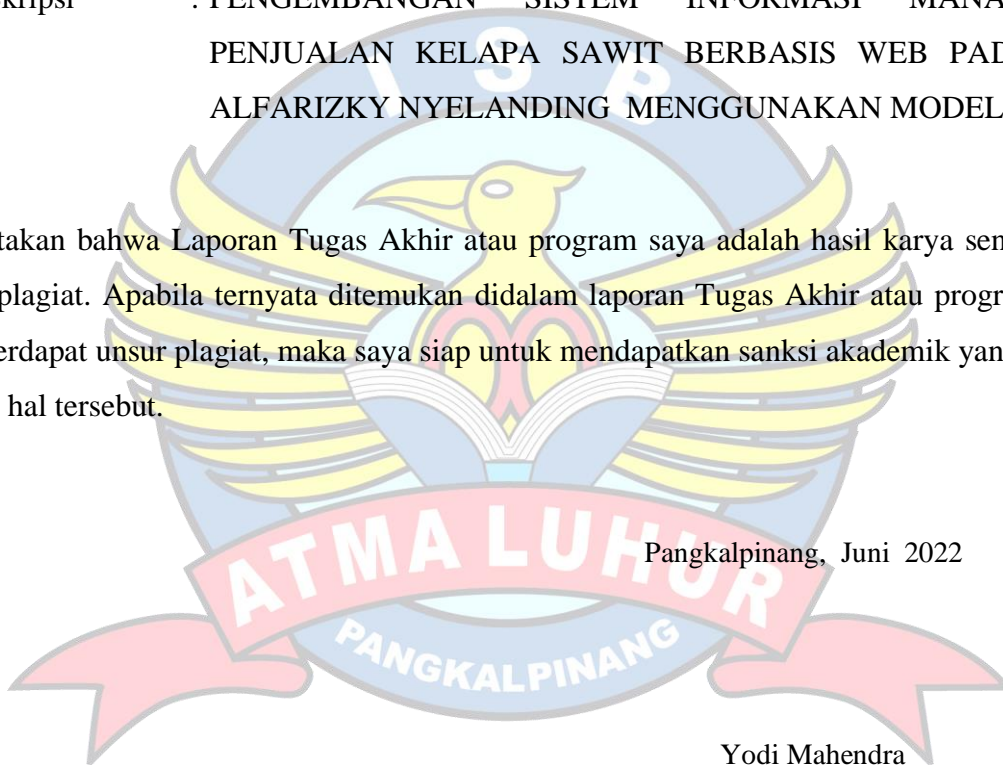 kripsi : PENGEMBANGAN SISTEM INFORMASI MANA
PENJUALAN KELAPA SAWIT BERBASIS WEB PAD
ALFARIZKY NYELANDING MENGGUNAKAN MODEL
takan bahwa Laporan Tugas Akhir atau program saya adalah hasil karya sen
plagiat. Apabila ternyata ditemukan didalam laporan Tugas Akhir atau progr
erdapat unsur plagiat, maka saya siap untuk mendapatkan sanksi akademik yan
hal tersebut.
Pangkalpinang, Juni 2022
Yodi Mahendra
I S B
ATMA LUHUR
PANGKALPINANG